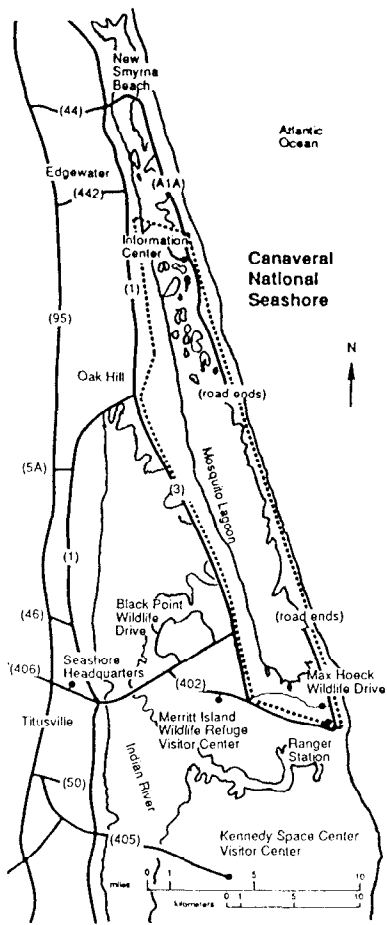 New
Smyrna
Beach
(44)
Atlantic
Ocean
Edgewater
(442)
(A1A)
Information
Center
Canaveral
National
Seashore
(1)
(95)
N
Oak Hill
(road ends)
Mosquito Lagoon
(5A)
(3)
(1)
Black Point
Wildlife
Drive
(road ends)
(46)
Seashore
Headquarters
(406)
Max Hoeck
Wildlife Drive
(402)
Titusville
Merritt Island
Wildlife Refuge
Visitor Center
Ranger
Station
Indian River
(50)
(405)
Kennedy Space Center
Visitor Center
miles
0 1 5 10
kilometers
0 1 5 10